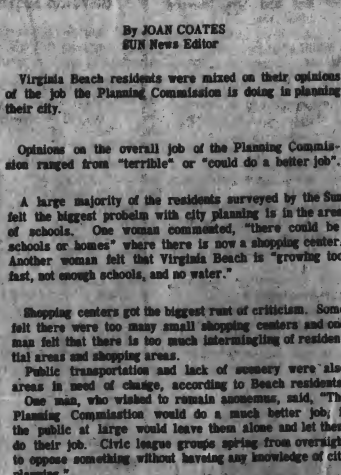 By JOAN COATES
SUN News Editor
Virginia Beach residents were mixed on their opinions
of the job the Planning Commission is doing in planning
their city.
Opinions on the overall job of the Planning Commis-
sion ranged from "terrible" or "could do a better job".
A large majority of the residents surveyed by the Sun
felt the biggest probelm with city planning is in the area
of schools. One woman commented, "there could be
schools or homes" where there is now a shopping center.
Another woman felt that Virginia Beach is "growing too
fast, not enough schools, and no water."
Shopping centers got the biggest runt of criticism. Some
felt there were too many small shopping centers and one
man felt that there is too much intermingling of residen-
tial areas and shopping areas.
Public transportation and lack of scenery were also
areas in need of change, according to Beach residents
One man, who wished to remain anonemus, said, "Th
Planning Commisstion would do a much better job, i
the public at large would leave them alone and let them
do their job. Civic league groups spring from overnigh
to oppose something without haveing any knowledge of cit
planning."